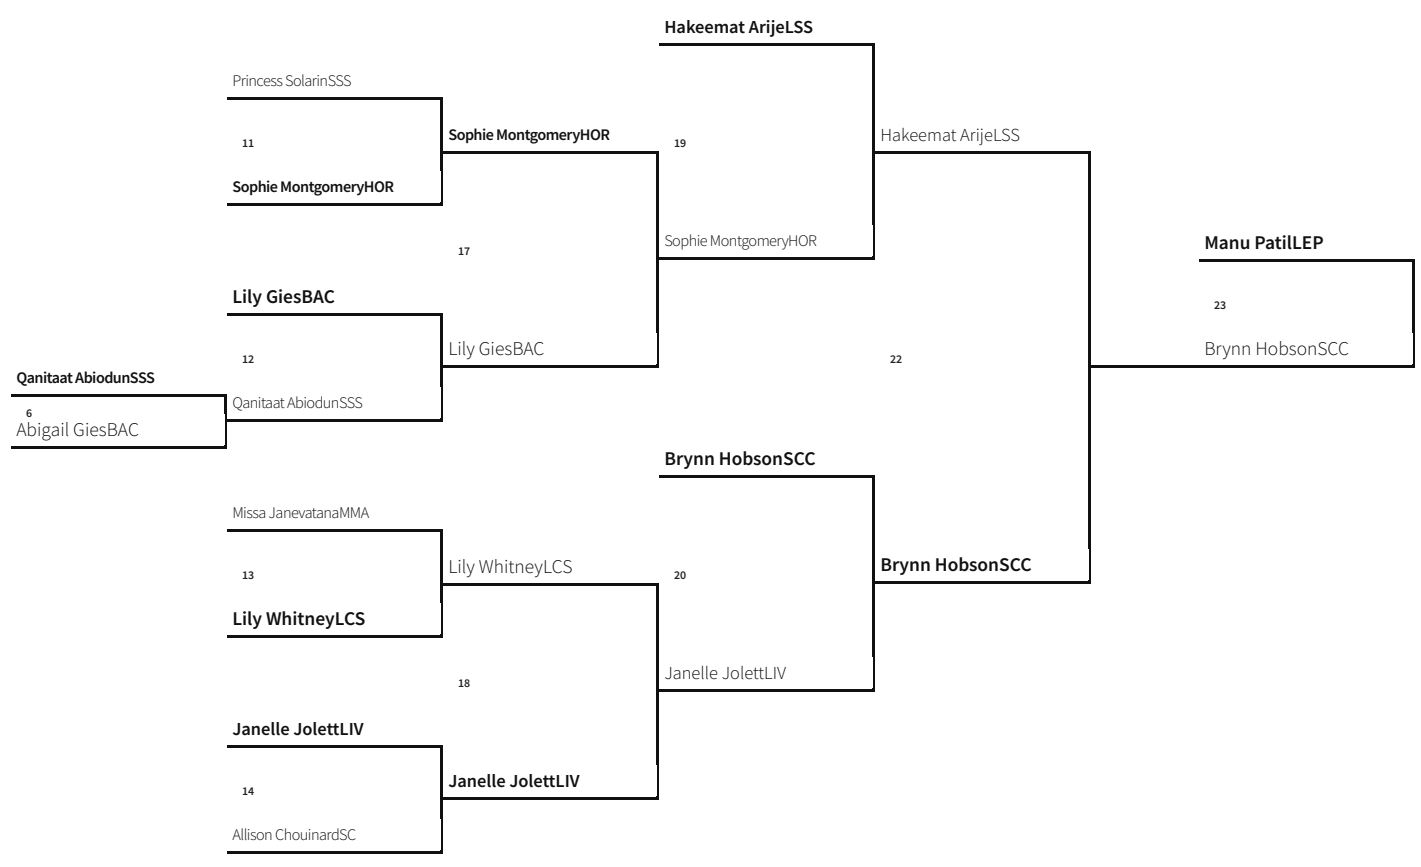 Hakeemat ArijeLSS
Princess SolarinSSS
11
Sophie MontgomeryHOR
19
Hakeemat ArijeLSS
Sophie MontgomeryHOR
17
Sophie MontgomeryHOR
Manu PatilLEP
Lily GiesBAC
23
12
Lily GiesBAC
22
Brynn HobsonSCC
Qanitaat AbiodunSSS
6
Qanitaat AbiodunSSS
Abigail GiesBAC
Brynn HobsonSCC
Missa JanevatanaMMA
13
Lily WhitneyLCS
20
Brynn HobsonSCC
Lily WhitneyLCS
18
Janelle JolettLIV
Janelle JolettLIV
14
Janelle JolettLIV
Allison ChouinardSC